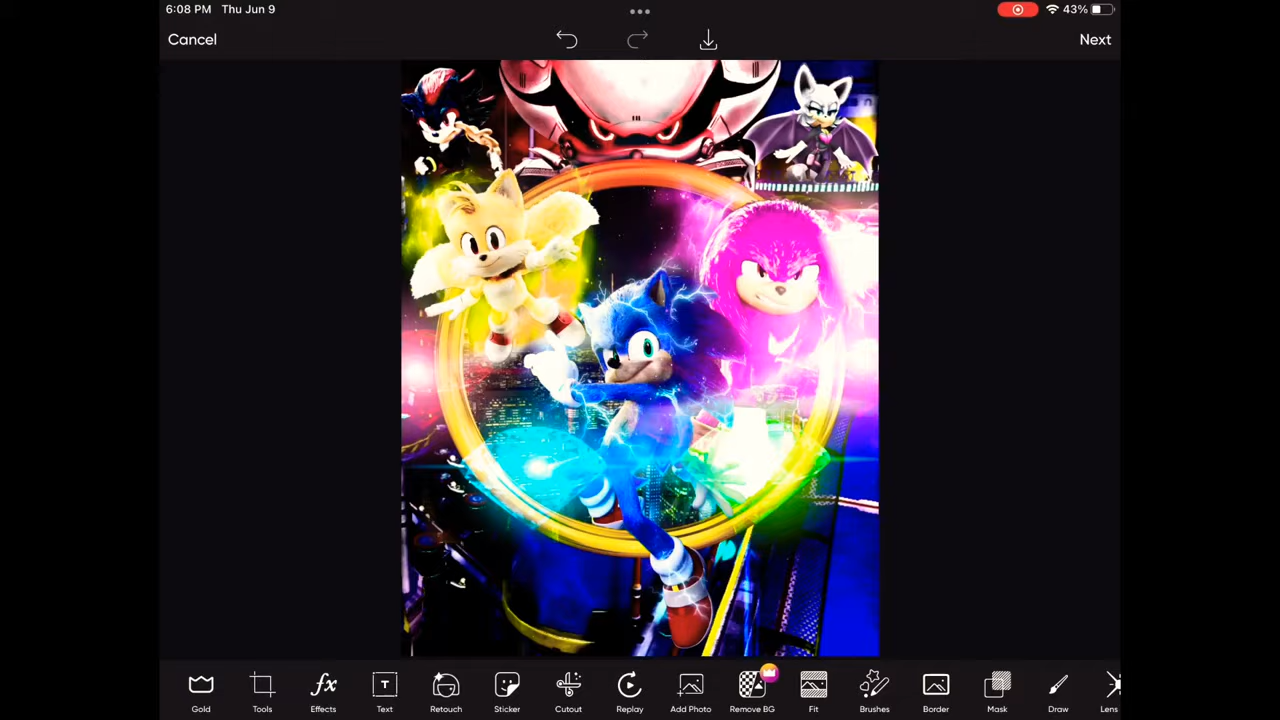 6:08 PM Thu Jun 9
43%
Cancel
Next
Gold
Tools
Effects
Text
Retouch
Sticker
Cutout
Replay
Add Photo
Remove BG
Fit
Brushes
Border
Mask
Draw
Lens